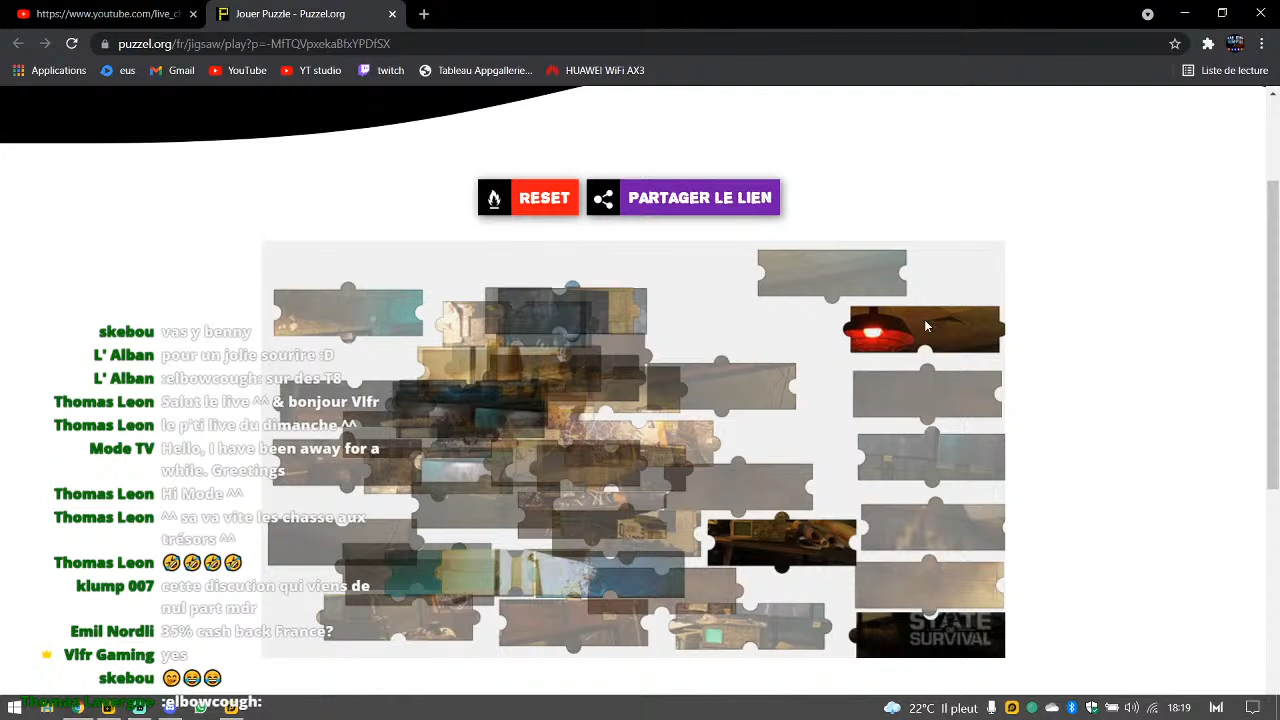 https://www.youtube.com/live_cl
Jouer Puzzle - Puzzel.org
puzzel.org/fr/jigsaw/play?p=-MfTQVpxekaBfxYPDfSX
Applications
eus
Gmail
YouTube
YT studio
twitch
Tableau Appgallerie...
HUAWEI WiFi AX3
Liste de lecture
RESET
PARTAGER LE LIEN
skebou vas y benny
L' Alban pour un jolie sourire :D
L' Alban :elbowcough: sur des T8
Thomas Leon Salut le live ^^ & bonjour Vlfr
Thomas Leon le p'ti live du dimanche ^^
Mode TV Hello, I have been away for a
while. Greetings
Thomas Leon Hi Mode ^^
Thomas Leon ^^ sa va vite les chasse aux
trésors ^^
Thomas Leon 🤣🤣🤣🤣
klump 007 cette discution qui viens de
nul part mdr
Emil Nordli 35% cash back France?
Vlfr Gaming yes
skebou 🤭😂😂
Thomas Lavergne :elbowcough:
STATE OF
SURVIVAL
22°C Il pleut
18:19